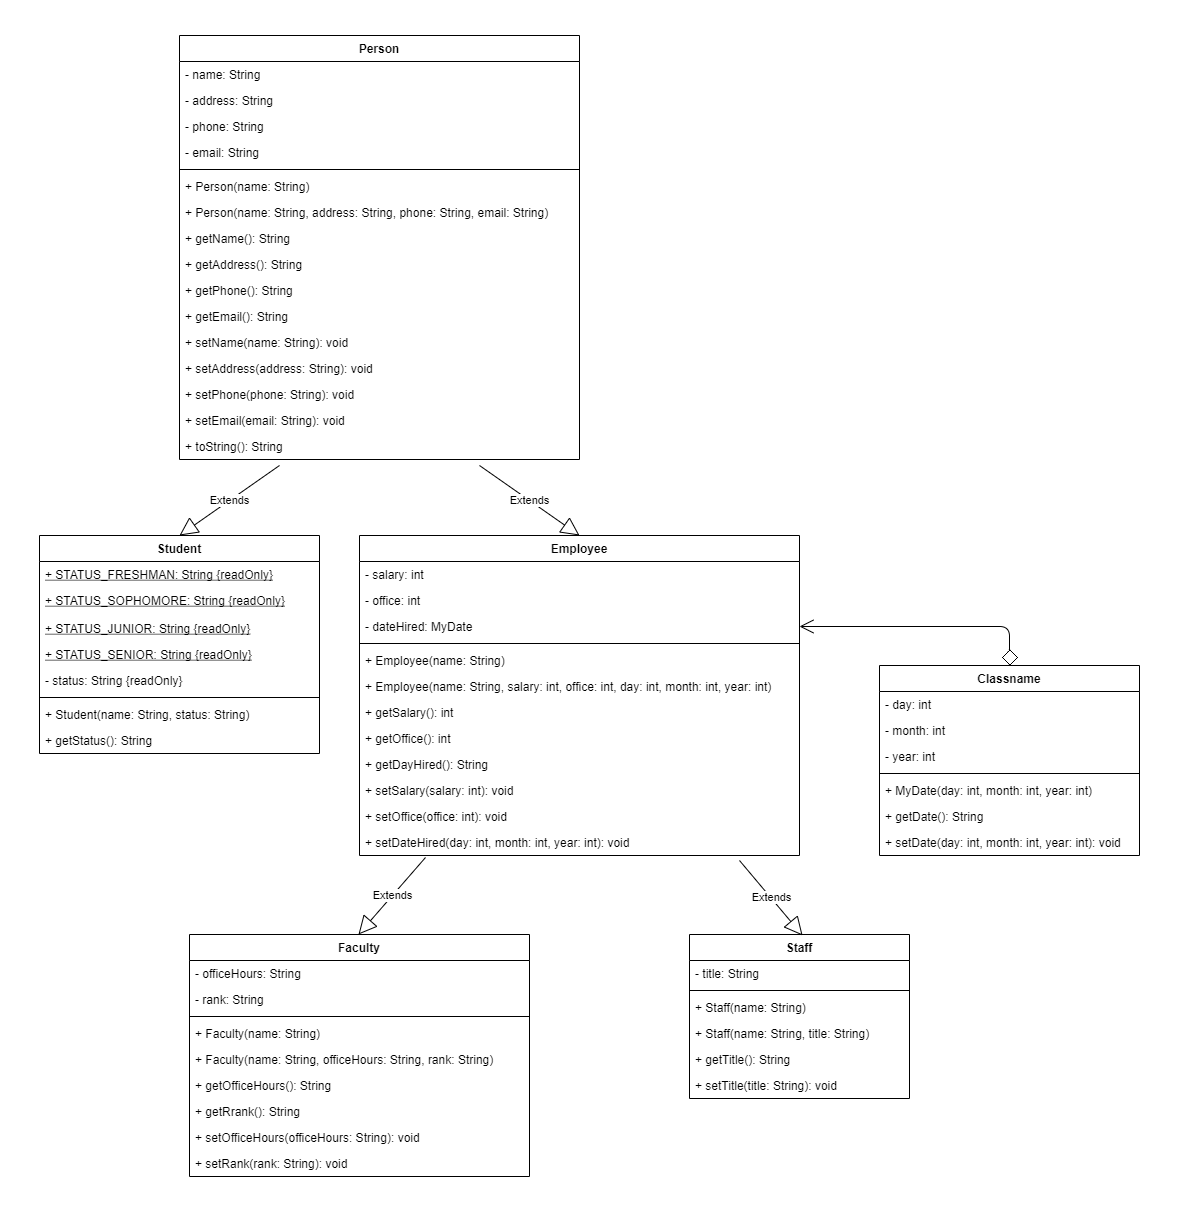 Person
- name: String
- address: String
- phone: String
- email: String
+ Person(name: String)
+ Person(name: String, address: String, phone: String, email: String)
+ getName(): String
+ getAddress(): String
+ getPhone(): String
+ getEmail(): String
+ setName(name: String): void
+ setAddress(address: String): void
+ setPhone(phone: String): void
+ setEmail(email: String): void
+ toString(): String
Extends
Extends
Student
+ STATUS_FRESHMAN: String {readOnly}
+ STATUS_SOPHOMORE: String {readOnly}
+ STATUS_JUNIOR: String {readOnly}
+ STATUS_SENIOR: String {readOnly}
- status: String {readOnly}
+ Student(name: String, status: String)
+ getStatus(): String
Employee
- salary: int
- office: int
- dateHired: MyDate
+ Employee(name: String)
+ Employee(name: String, salary: int, office: int, day: int, month: int, year: int)
+ getSalary(): int
+ getOffice(): int
+ getDayHired(): String
+ setSalary(salary: int): void
+ setOffice(office: int): void
+ setDateHired(day: int, month: int, year: int): void
Classname
- day: int
- month: int
- year: int
+ MyDate(day: int, month: int, year: int)
+ getDate(): String
+ setDate(day: int, month: int, year: int): void
Extends
Extends
Faculty
- officeHours: String
- rank: String
+ Faculty(name: String)
+ Faculty(name: String, officeHours: String, rank: String)
+ getOfficeHours(): String
+ getRrank(): String
+ setOfficeHours(officeHours: String): void
+ setRank(rank: String): void
Staff
- title: String
+ Staff(name: String)
+ Staff(name: String, title: String)
+ getTitle(): String
+ setTitle(title: String): void